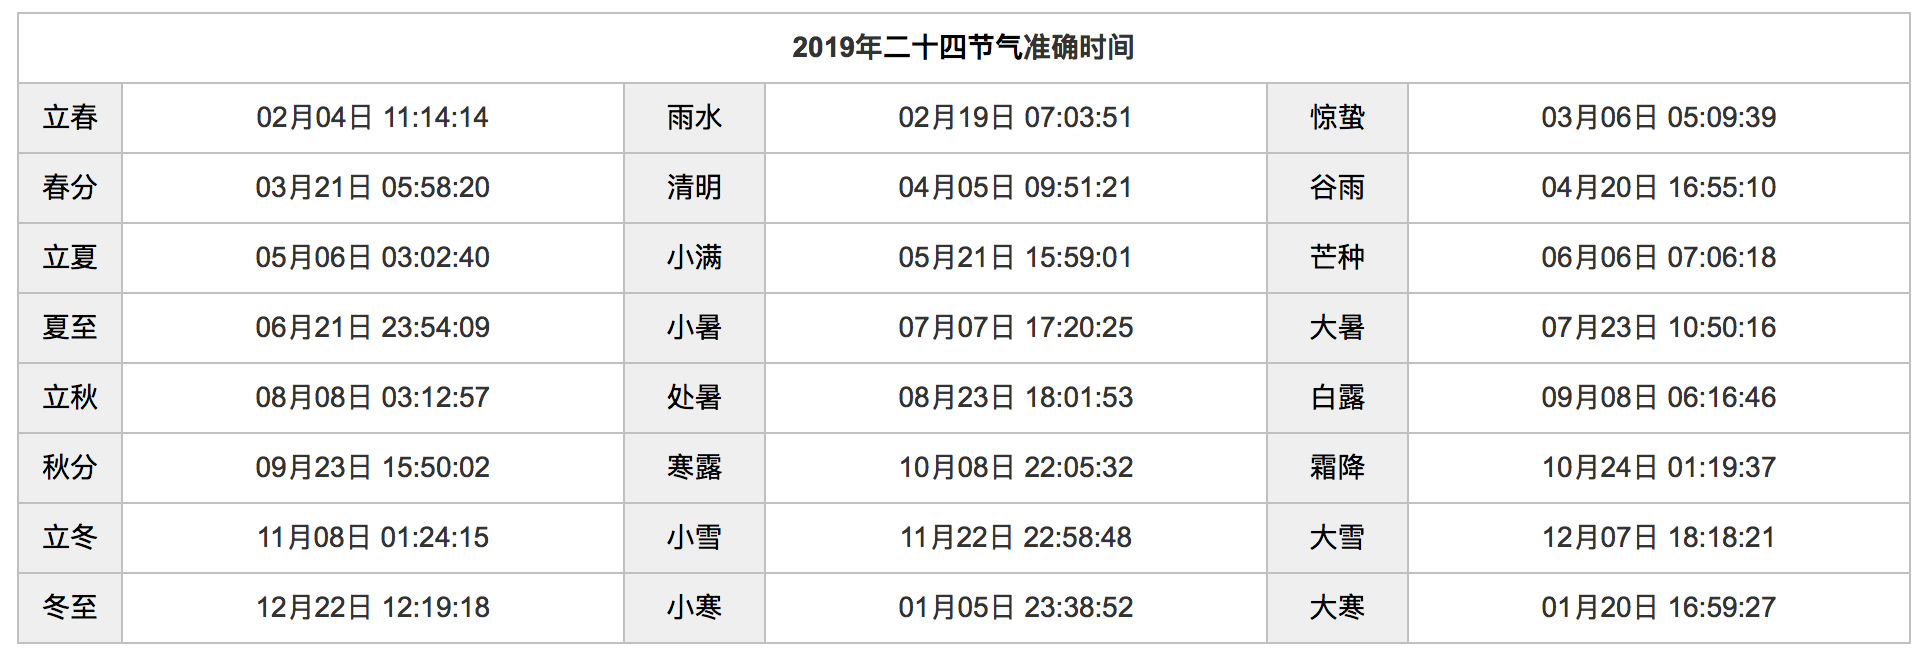 2019年二十四节气准确时间
立春 02月04日 11:14:14 雨水 02月19日 07:03:51 惊蛰 03月06日 05:09:39
春分 03月21日 05:58:20 清明 04月05日 09:51:21 谷雨 04月20日 16:55:10
立夏 05月06日 03:02:40 小满 05月21日 15:59:01 芒种 06月06日 07:06:18
夏至 06月21日 23:54:09 小暑 07月07日 17:20:25 大暑 07月23日 10:50:16
立秋 08月08日 03:12:57 处暑 08月23日 18:01:53 白露 09月08日 06:16:46
秋分 09月23日 15:50:02 寒露 10月08日 22:05:32 霜降 10月24日 01:19:37
立冬 11月08日 01:24:15 小雪 11月22日 22:58:48 大雪 12月07日 18:18:21
冬至 12月22日 12:19:18 小寒 01月05日 23:38:52 大寒 01月20日 16:59:27